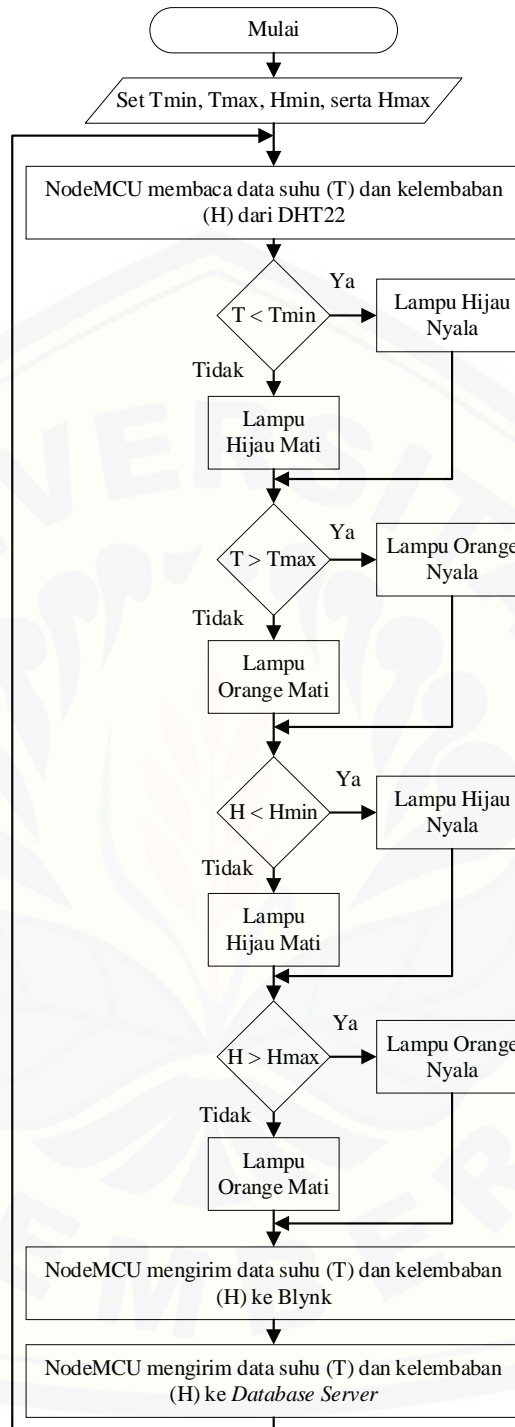 Mulai
Set Tmin, Tmax, Hmin, serta Hmax
NodeMCU membaca data suhu (T) dan kelembaban
(H) dari DHT22
T < Tmin
Ya
Lampu Hijau
Nyala
Tidak
Lampu
Hijau Mati
T > Tmax
Ya
Lampu Orange
Nyala
Tidak
Lampu
Orange Mati
H < Hmin
Ya
Lampu Hijau
Nyala
Tidak
Lampu
Hijau Mati
H > Hmax
Ya
Lampu Orange
Nyala
Tidak
Lampu
Orange Mati
NodeMCU mengirim data suhu (T) dan kelembaban
(H) ke Blynk
NodeMCU mengirim data suhu (T) dan kelembaban
(H) ke Database Server